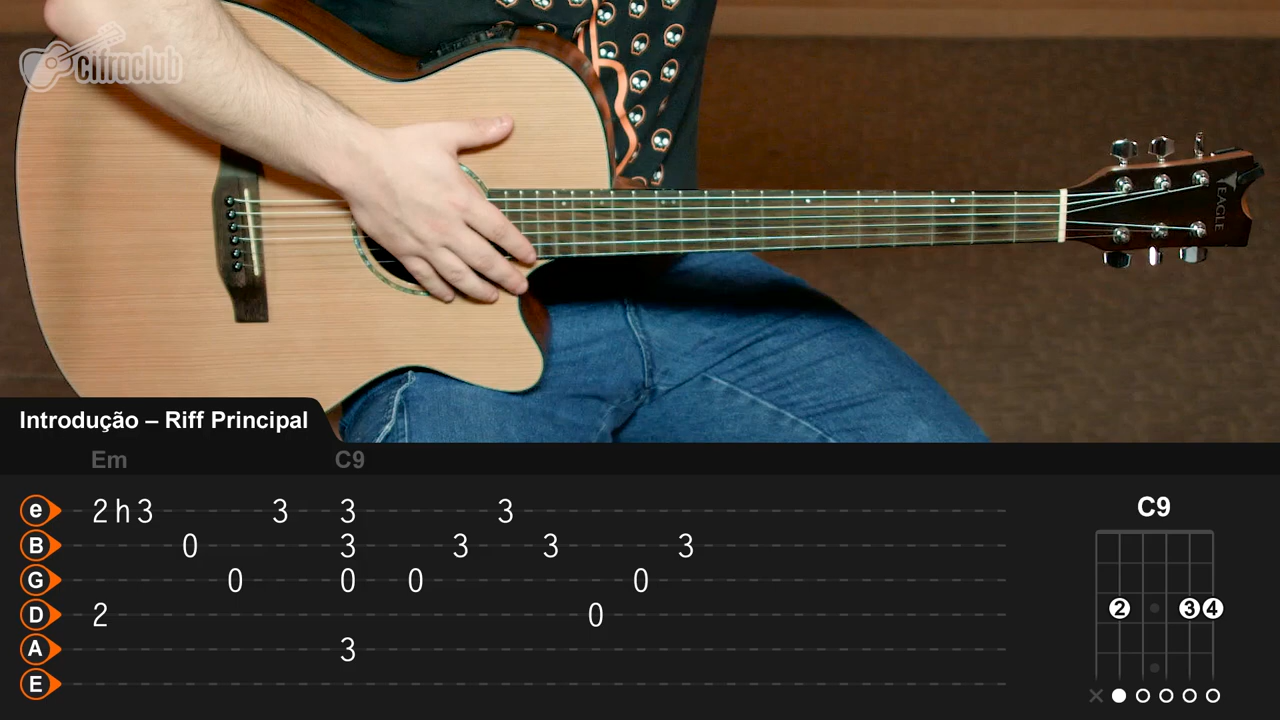 cifraclub
EAGLE
Introdução – Riff Principal
Em C9
e 2 h 3 3 3 3
B 0 3 3 3 3
G 0 0 0 0
D 2 0
A 3
E
C9
2 3 4
X